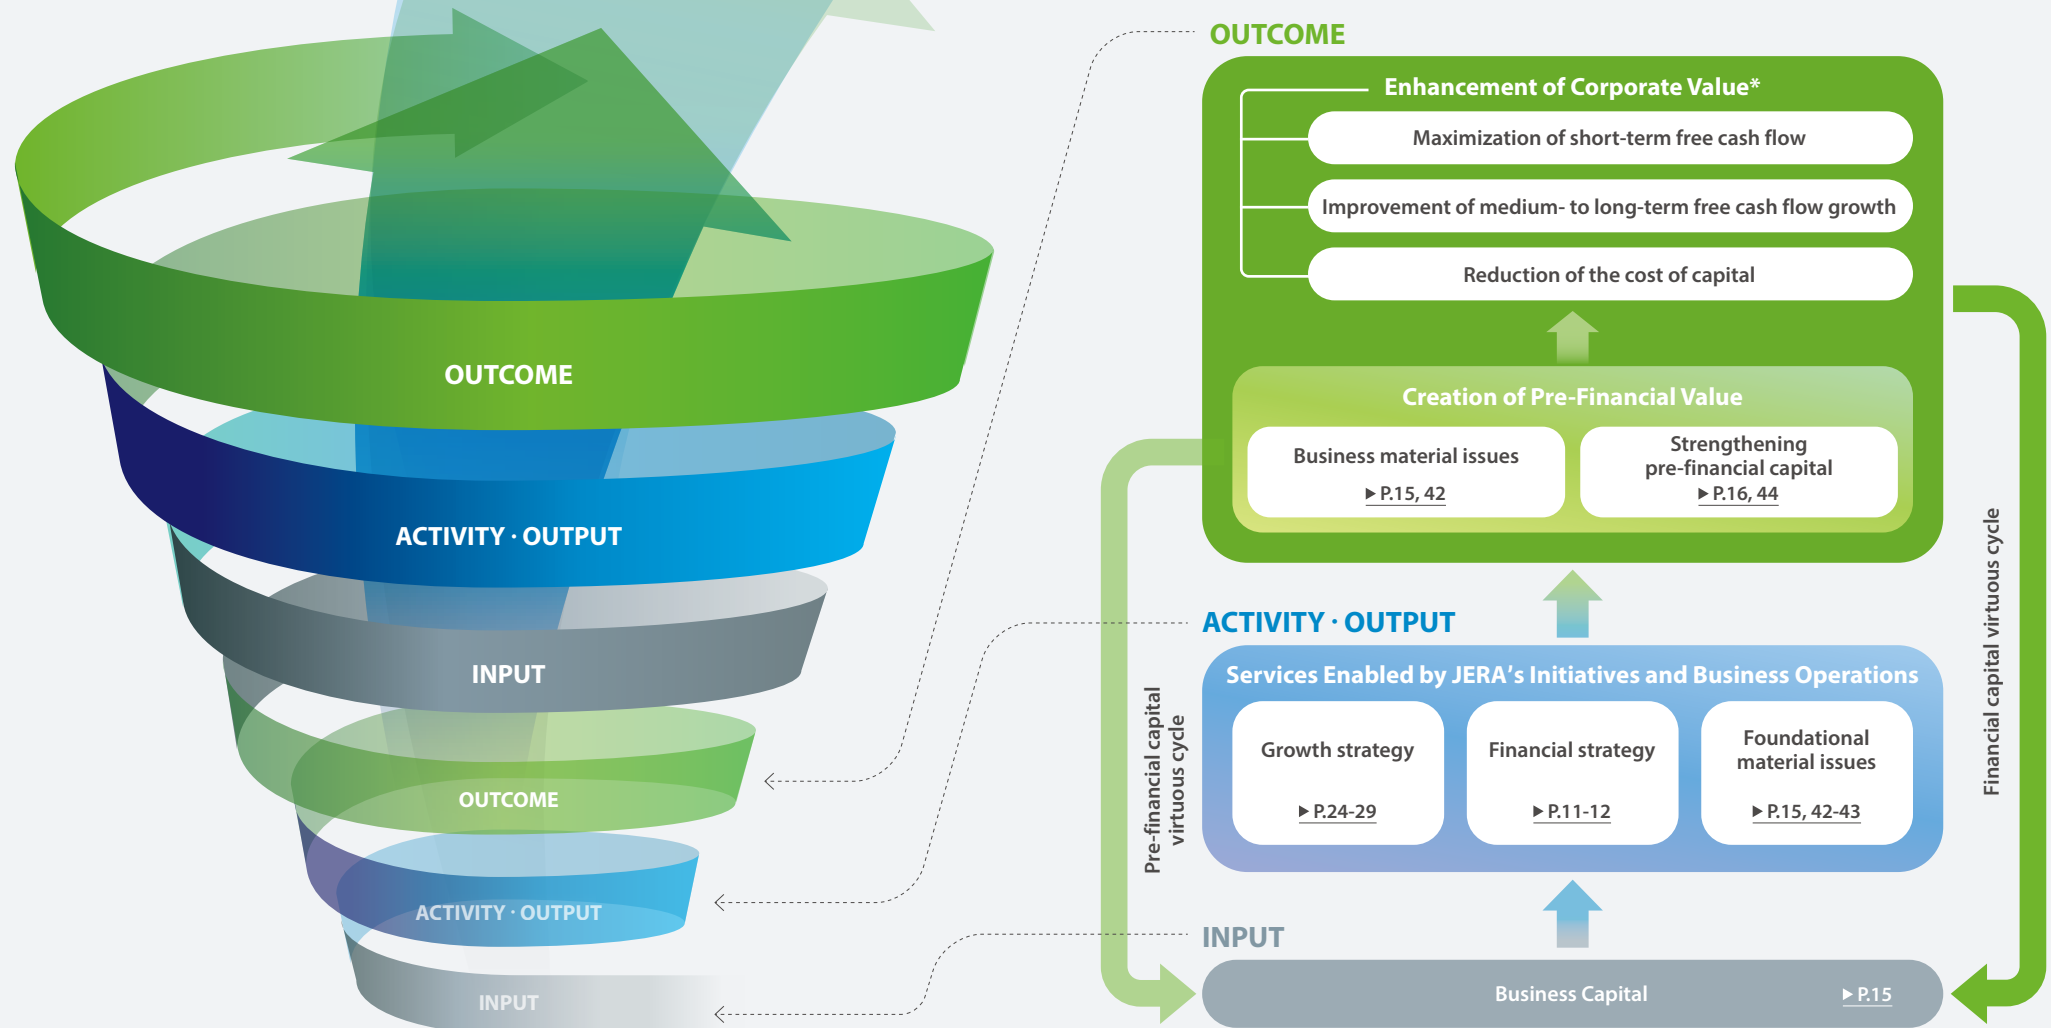 OUTCOME
ACTIVITY · OUTPUT
INPUT
OUTCOME
ACTIVITY · OUTPUT
INPUT
OUTCOME
Enhancement of Corporate Value*
Maximization of short-term free cash flow
Improvement of medium- to long-term free cash flow growth
Reduction of the cost of capital
Creation of Pre-Financial Value
Business material issues
▶ P.15, 42
Strengthening
pre-financial capital
▶ P.16, 44
ACTIVITY · OUTPUT
Services Enabled by JERA's Initiatives and Business Operations
Growth strategy
▶ P.24-29
Financial strategy
▶ P.11-12
Foundational
material issues
▶ P.15, 42-43
INPUT
Business Capital
▶ P.15
Pre-financial capital
virtuous cycle
Financial capital virtuous cycle